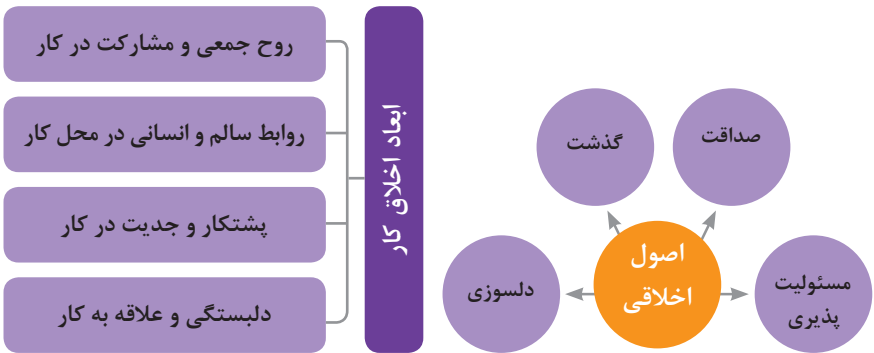 صداقت
گذشت
اصول
اخلاقی
مسئولیت
پذیری
دلسوزی
ابعاد اخلاق کار
روح جمعی و مشارکت در کار
روابط سالم و انسانی در محل کار
پشتکار و جدیت در کار
دلبستگی و علاقه به کار